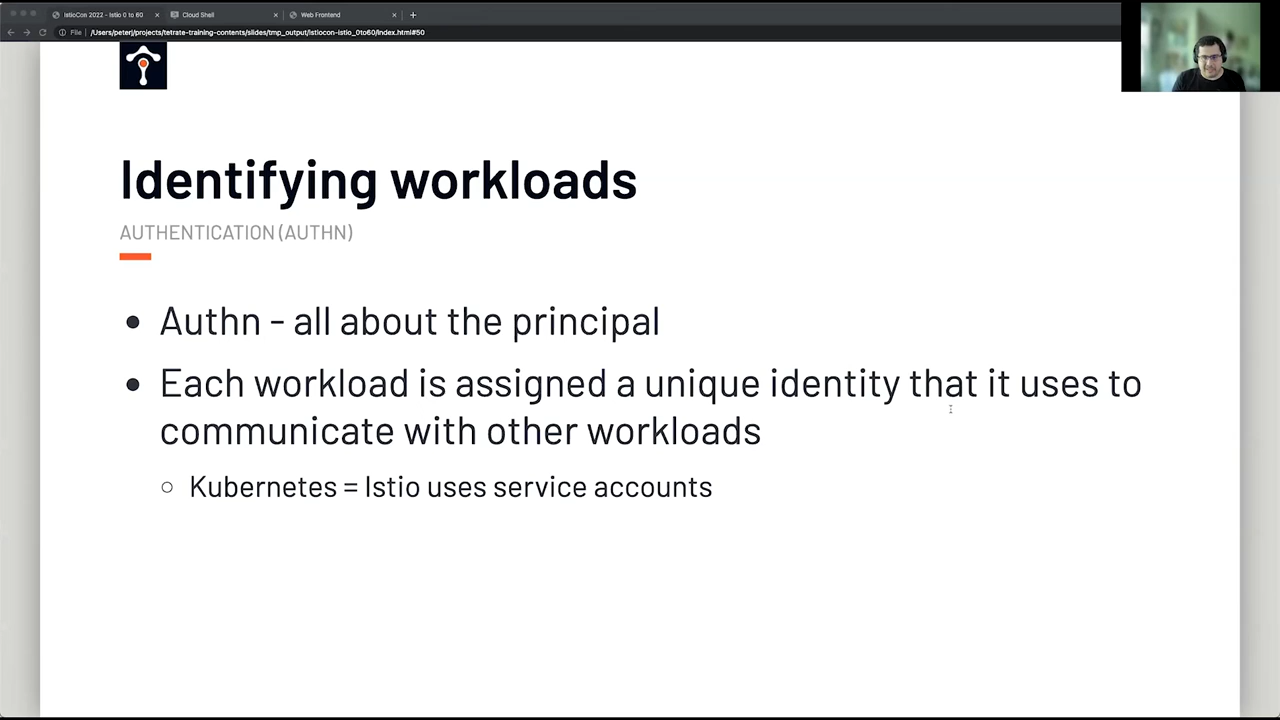 IstioCon 2022 - Istio 0 to 60
Cloud Shell
Web Frontend
File
/Users/peterj/projects/tetrate-training-contents/slides/tmp_output/istiocon-istio_0to60/index.html#50
Identifying workloads
AUTHENTICATION (AUTHN)
Authn - all about the principal
Each workload is assigned a unique identity that it uses to
communicate with other workloads
Kubernetes = Istio uses service accounts